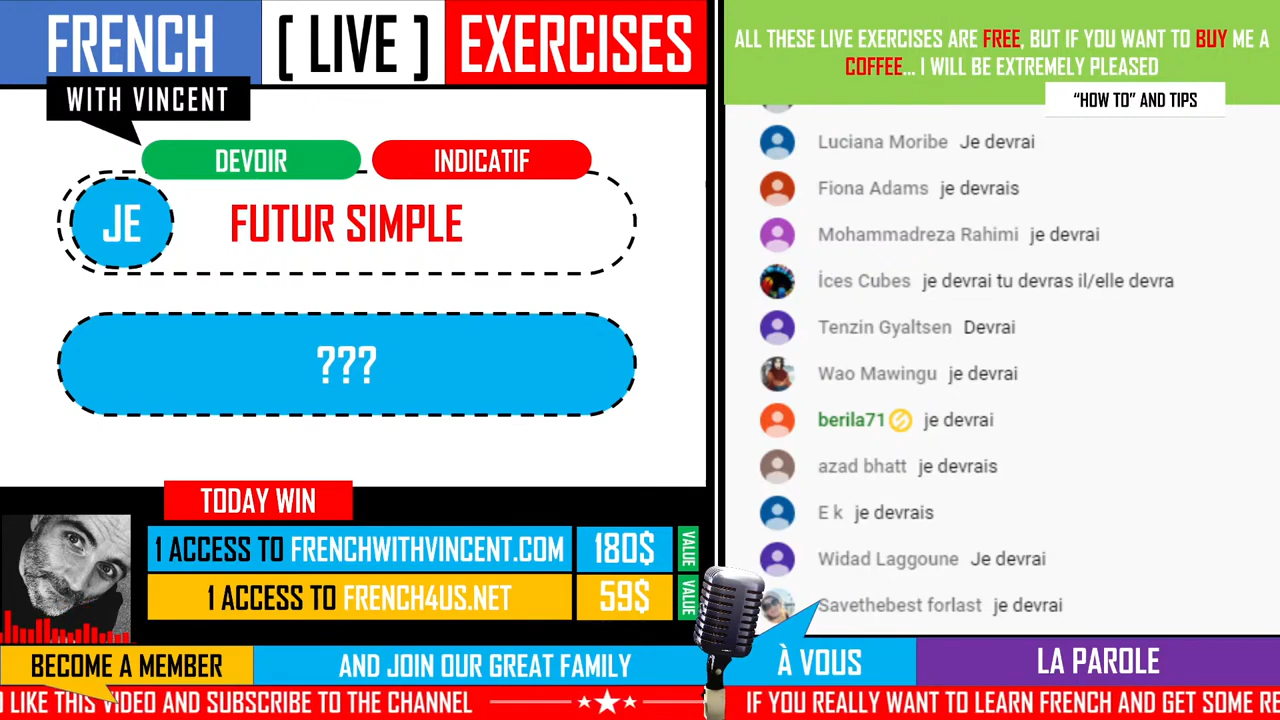 FRENCH [ LIVE ] EXERCISES
WITH VINCENT
DEVOIR INDICATIF
JE FUTUR SIMPLE
???
TODAY WIN
1 ACCESS TO FRENCHWITHVINCENT.COM 180$ VALUE
1 ACCESS TO FRENCH4US.NET 59$ VALUE
ALL THESE LIVE EXERCISES ARE FREE, BUT IF YOU WANT TO BUY ME A
COFFEE... I WILL BE EXTREMELY PLEASED
“HOW TO” AND TIPS
Luciana Moribe Je devrai
Fiona Adams je devrais
Mohammadreza Rahimi je devrai
İces Cubes je devrai tu devras il/elle devra
Tenzin Gyaltsen Devrai
Wao Mawingu je devrai
berila71 je devrai
azad bhatt je devrais
E k je devrais
Widad Laggoune Je devrai
Savethebest forlast je devrai
BECOME A MEMBER AND JOIN OUR GREAT FAMILY À VOUS LA PAROLE
LIKE THIS VIDEO AND SUBSCRIBE TO THE CHANNEL IF YOU REALLY WANT TO LEARN FRENCH AND GET SOME